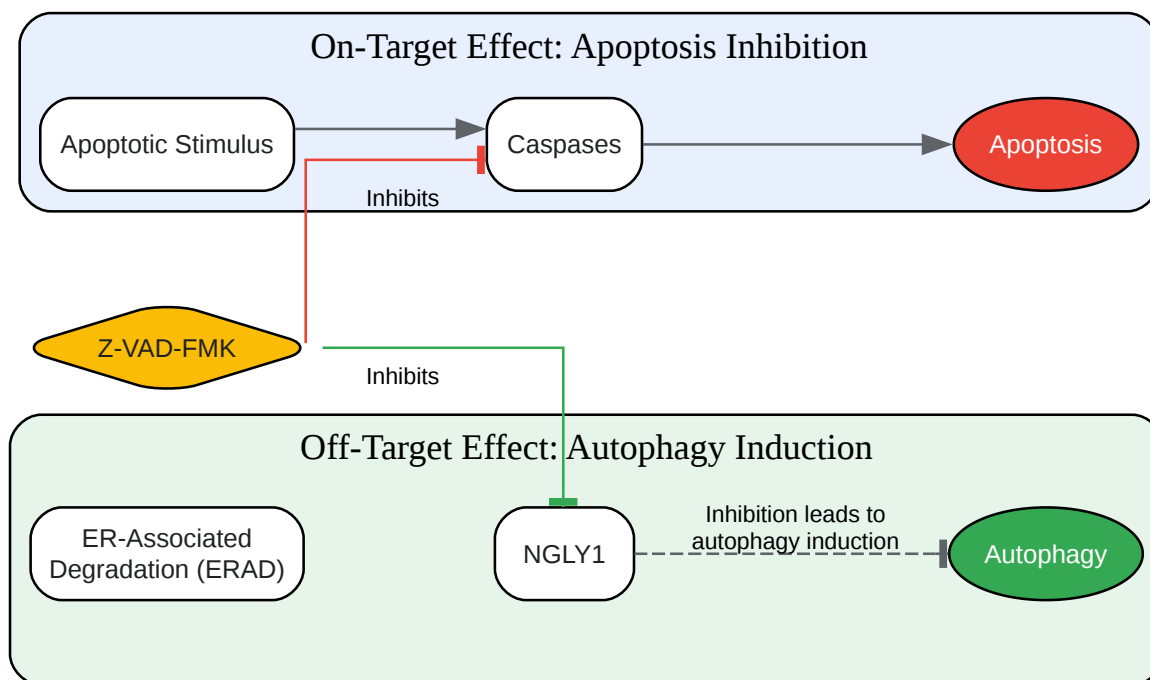 On-Target Effect: Apoptosis Inhibition
Apoptotic Stimulus
Caspases
Apoptosis
Inhibits
Z-VAD-FMK
Inhibits
Off-Target Effect: Autophagy Induction
ER-Associated
Degradation (ERAD)
NGLY1
Inhibition leads to
autophagy induction
Autophagy